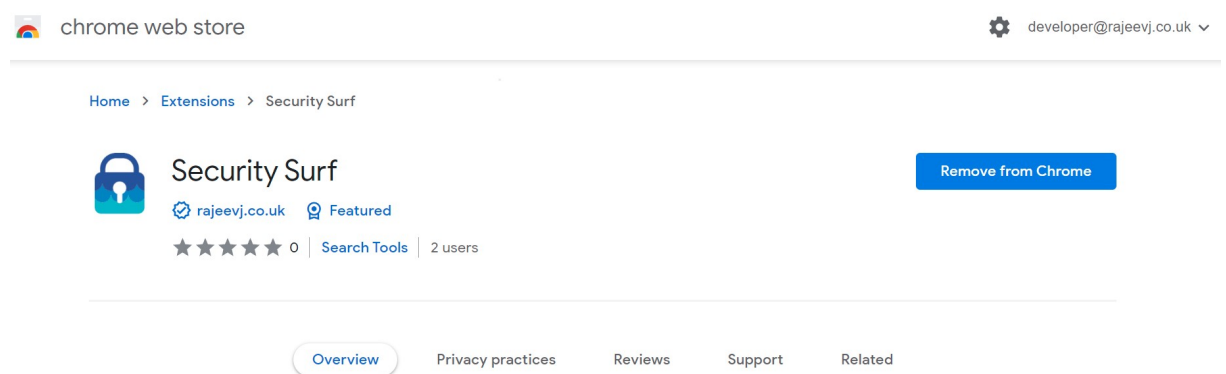 chrome web store developer@rajeevj.co.uk
Home > Extensions > Security Surf
Security Surf
Remove from Chrome
rajeevj.co.uk Featured
0 Search Tools 2 users
Overview Privacy practices Reviews Support Related